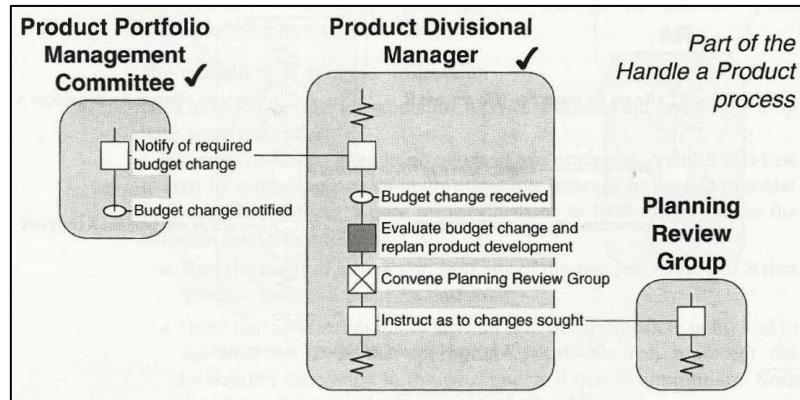 Product Portfolio
Management
Committee ✓
Product Divisional
Manager
✓
Part of the
Handle a Product
process
Notify of required
budget change
Budget change notified
Budget change received
Evaluate budget change and
replan product development
Convene Planning Review Group
Instruct as to changes sought
Planning
Review
Group